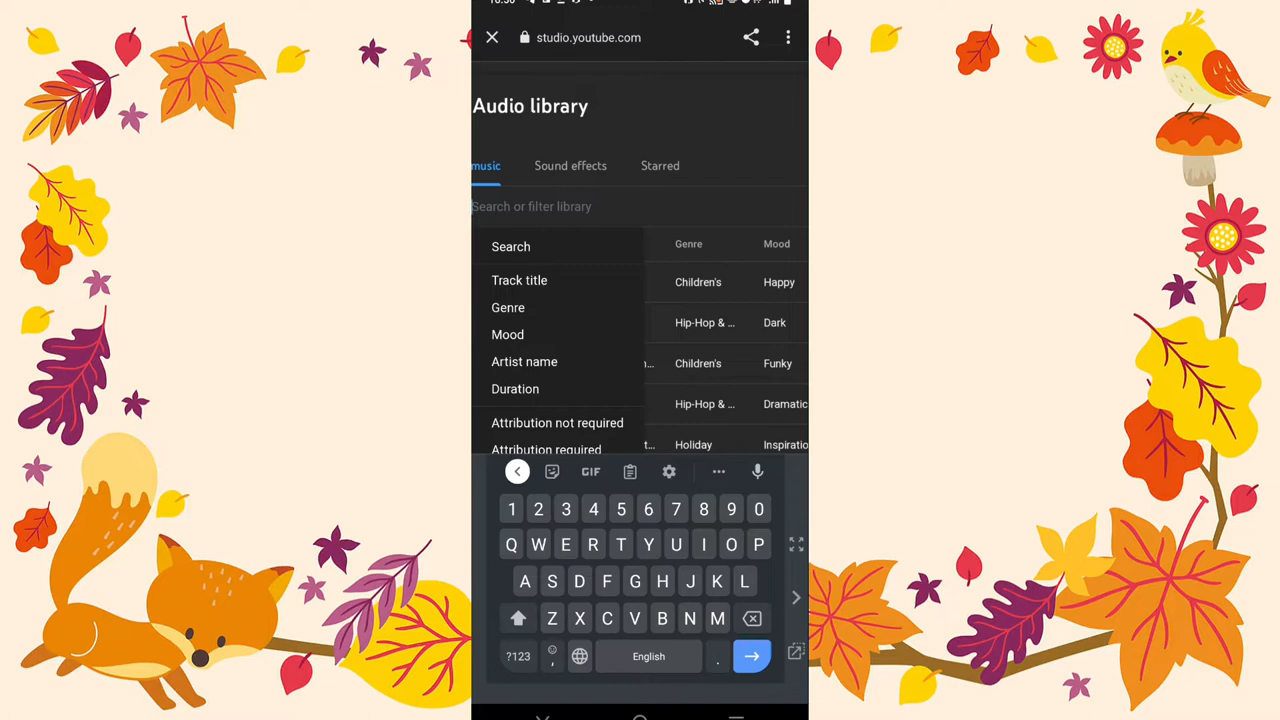 studio.youtube.com
Audio library
music Sound effects Starred
Search or filter library
Search
Track title
Genre
Mood
Artist name
Duration
Attribution not required
Attribution required
Genre Mood
Children's Happy
Hip-Hop & ... Dark
Children's Funky
Hip-Hop & ... Dramatic
Holiday Inspiratio
GIF
1 2 3 4 5 6 7 8 9 0
Q W E R T Y U I O P
A S D F G H J K L
Z X C V B N M
?123 , English .